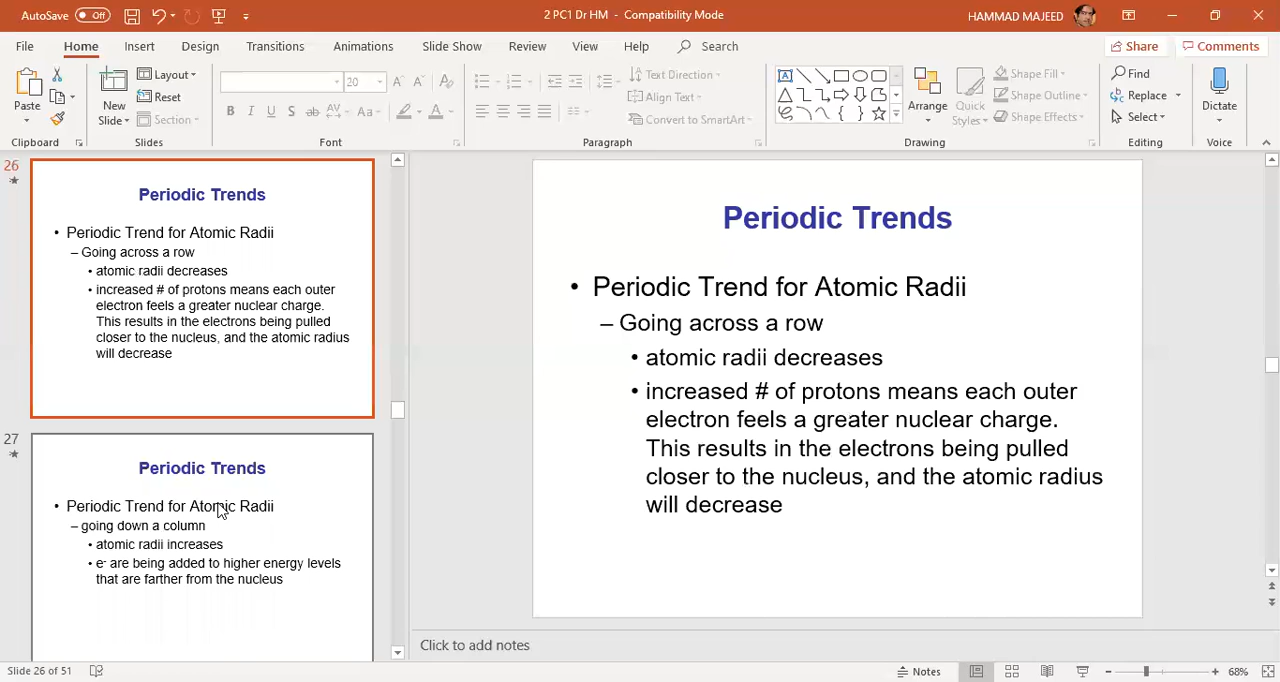 AutoSave Off
2 PC1 Dr HM - Compatibility Mode
HAMMAD MAJEED
File Home Insert Design Transitions Animations Slide Show Review View Help Search
Share Comments
Paste
New
Slide
Layout
Reset
Section
20
B I U S ab AV Aa A
Text Direction
Align Text
Convert to SmartArt
Arrange
Quick
Styles
Shape Fill
Shape Outline
Shape Effects
Find
Replace
Select
Dictate
Clipboard Slides Font Paragraph Drawing Editing Voice
26
Periodic Trends
• Periodic Trend for Atomic Radii
– Going across a row
• atomic radii decreases
• increased # of protons means each outer
electron feels a greater nuclear charge.
This results in the electrons being pulled
closer to the nucleus, and the atomic radius
will decrease
27
Periodic Trends
• Periodic Trend for Atomic Radii
– going down a column
• atomic radii increases
• e- are being added to higher energy levels
that are farther from the nucleus
Periodic Trends
• Periodic Trend for Atomic Radii
– Going across a row
• atomic radii decreases
• increased # of protons means each outer
electron feels a greater nuclear charge.
This results in the electrons being pulled
closer to the nucleus, and the atomic radius
will decrease
Click to add notes
Slide 26 of 51
Notes
68%